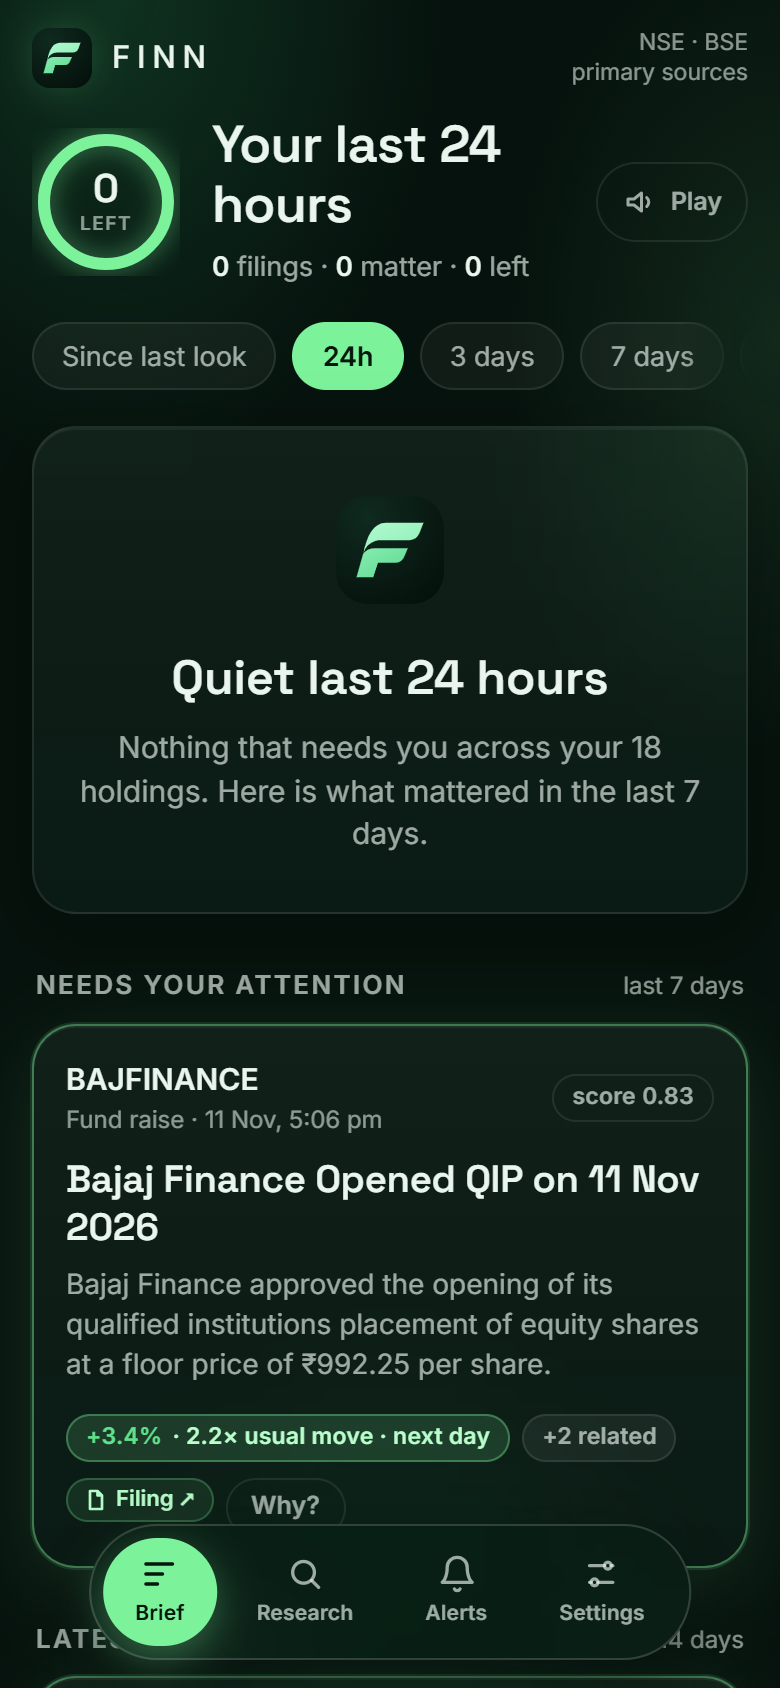 FINN
NSE · BSE
primary sources
0
LEFT
Your last 24
hours
0 filings · 0 matter · 0 left
Play
Since last look
24h
3 days
7 days
Quiet last 24 hours
Nothing that needs you across your 18
holdings. Here is what mattered in the last 7
days.
NEEDS YOUR ATTENTION
last 7 days
BAJFINANCE
Fund raise · 11 Nov, 5:06 pm
score 0.83
Bajaj Finance Opened QIP on 11 Nov
2026
Bajaj Finance approved the opening of its
qualified institutions placement of equity shares
at a floor price of ₹992.25 per share.
+3.4% · 2.2× usual move · next day
+2 related
Filing ↗
Why?
Brief
Research
Alerts
Settings
days